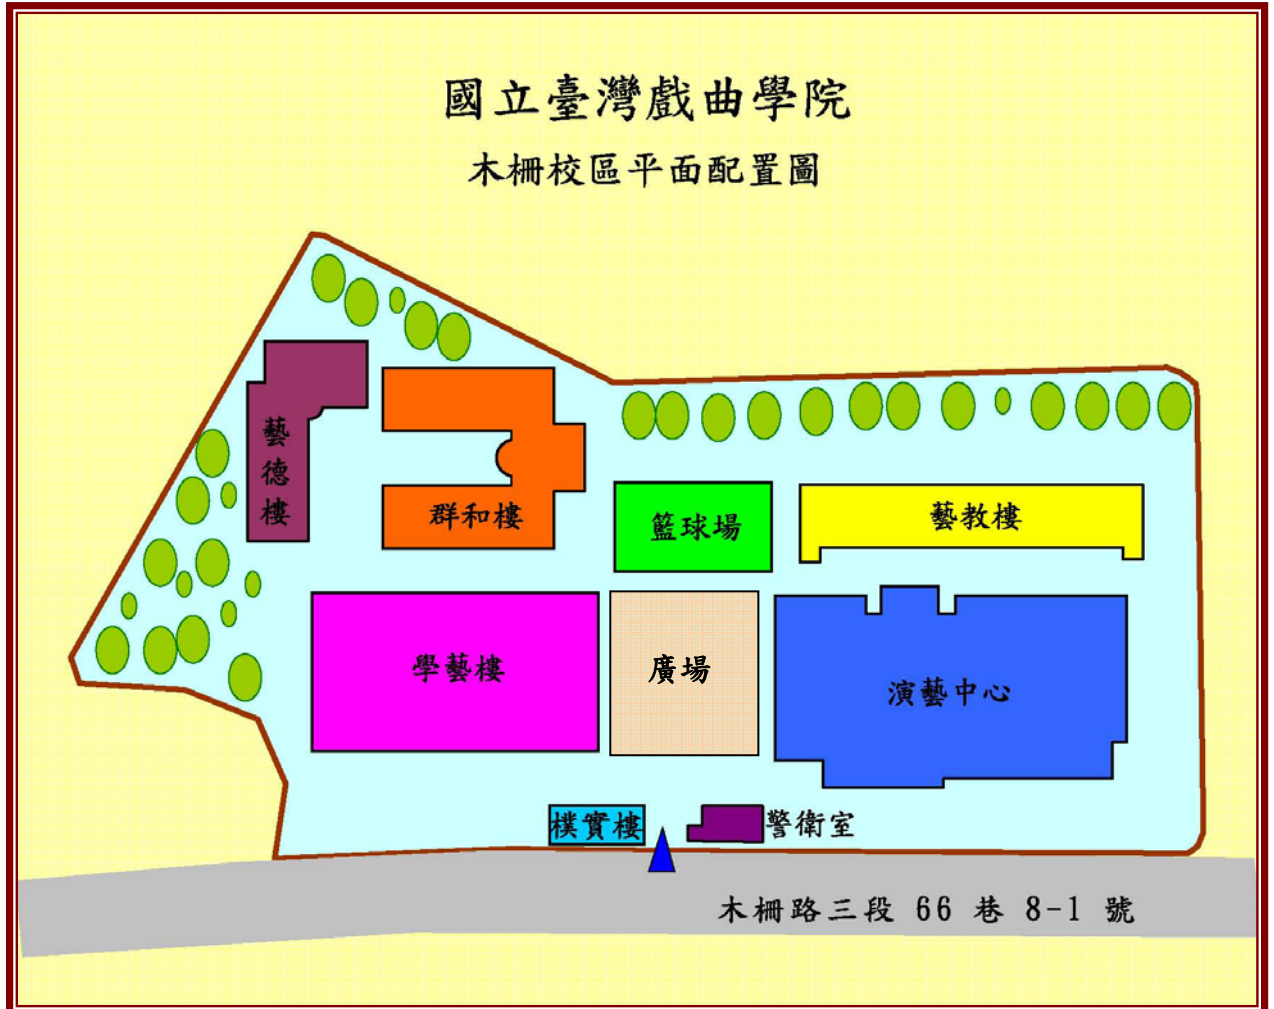 國立臺灣戲曲學院
木柵校區平面配置圖
藝德樓
群和樓
籃球場
藝教樓
學藝樓
廣場
演藝中心
樸實樓
警衛室
木柵路三段 66 巷 8-1 號